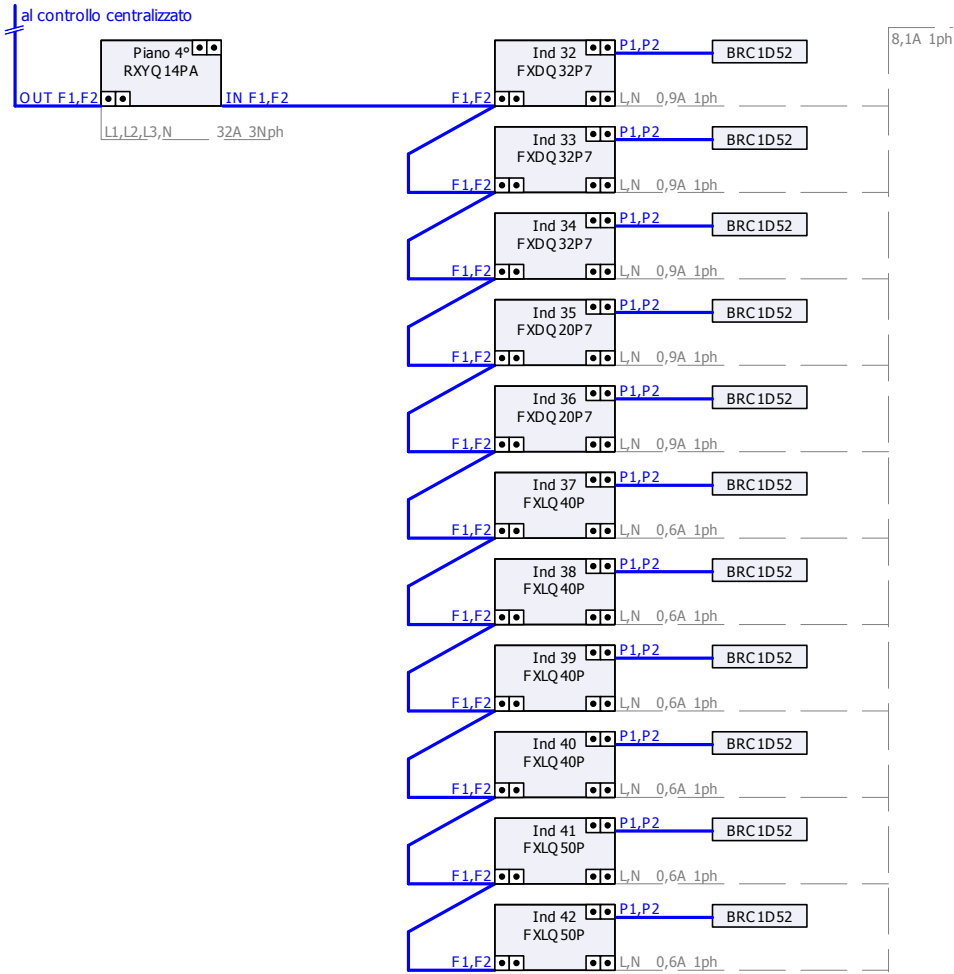 al controllo centralizzato
8,1A 1ph
Piano 4°
RXYQ14PA
OUT F1,F2
IN F1,F2
L1,L2,L3,N 32A 3Nph
Ind 32
FXDQ32P7
P1,P2
BRC1D52
F1,F2
L,N 0,9A 1ph
Ind 33
FXDQ32P7
P1,P2
BRC1D52
F1,F2
L,N 0,9A 1ph
Ind 34
FXDQ32P7
P1,P2
BRC1D52
F1,F2
L,N 0,9A 1ph
Ind 35
FXDQ20P7
P1,P2
BRC1D52
F1,F2
L,N 0,9A 1ph
Ind 36
FXDQ20P7
P1,P2
BRC1D52
F1,F2
L,N 0,9A 1ph
Ind 37
FXLQ40P
P1,P2
BRC1D52
F1,F2
L,N 0,6A 1ph
Ind 38
FXLQ40P
P1,P2
BRC1D52
F1,F2
L,N 0,6A 1ph
Ind 39
FXLQ40P
P1,P2
BRC1D52
F1,F2
L,N 0,6A 1ph
Ind 40
FXLQ40P
P1,P2
BRC1D52
F1,F2
L,N 0,6A 1ph
Ind 41
FXLQ50P
P1,P2
BRC1D52
F1,F2
L,N 0,6A 1ph
Ind 42
FXLQ50P
P1,P2
BRC1D52
F1,F2
L,N 0,6A 1ph